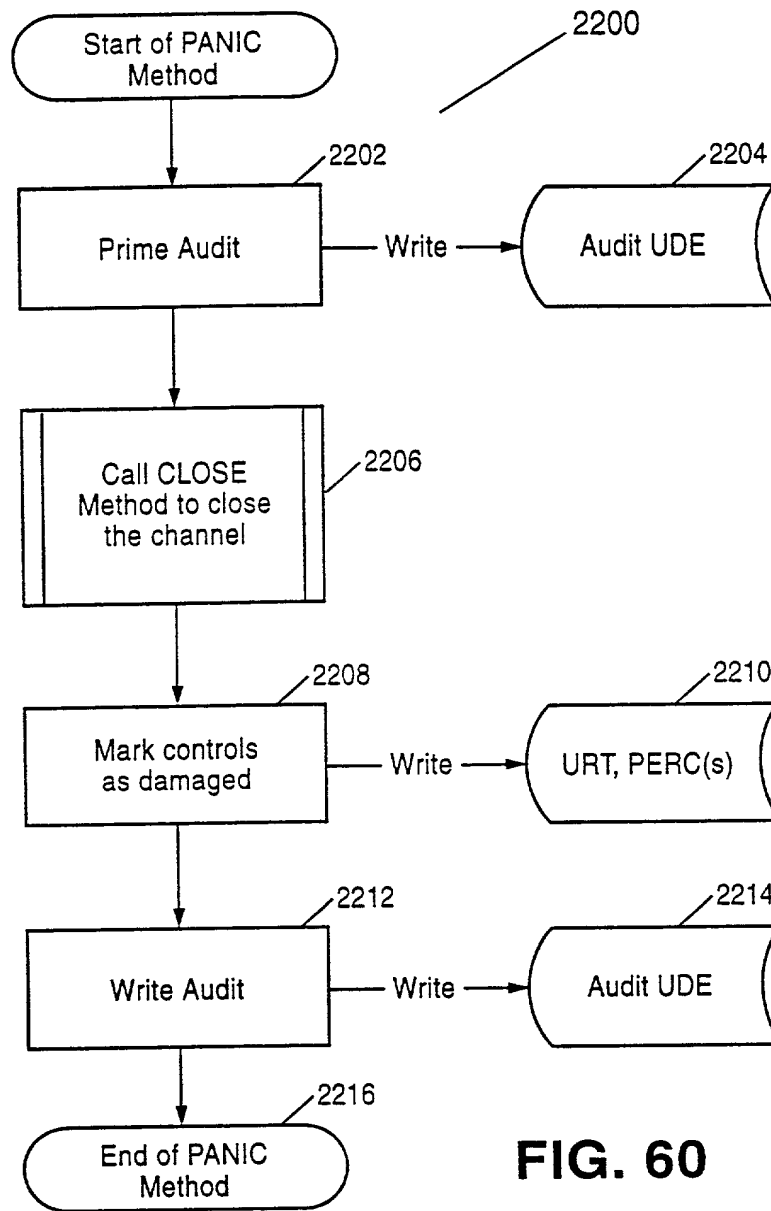 Start of PANIC
Method
2200
2202
Prime Audit
Write
2204
Audit UDE
Call CLOSE
Method to close
the channel
2206
2208
Mark controls
as damaged
Write
2210
URT, PERC(s)
2212
Write Audit
Write
2214
Audit UDE
2216
End of PANIC
Method
FIG. 60